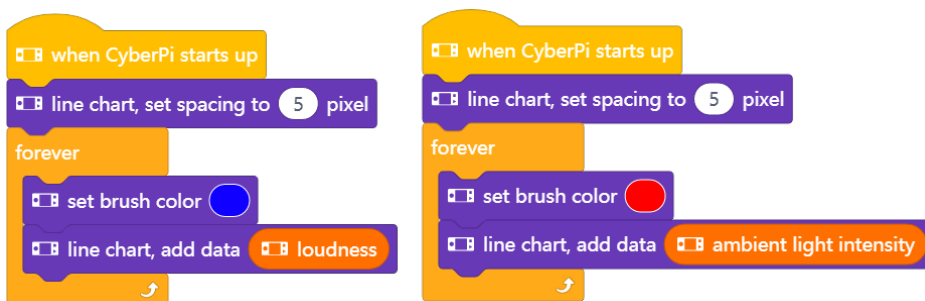 when CyberPi starts up
line chart, set spacing to 5 pixel
forever
set brush color
line chart, add data loudness
when CyberPi starts up
line chart, set spacing to 5 pixel
forever
set brush color
line chart, add data ambient light intensity